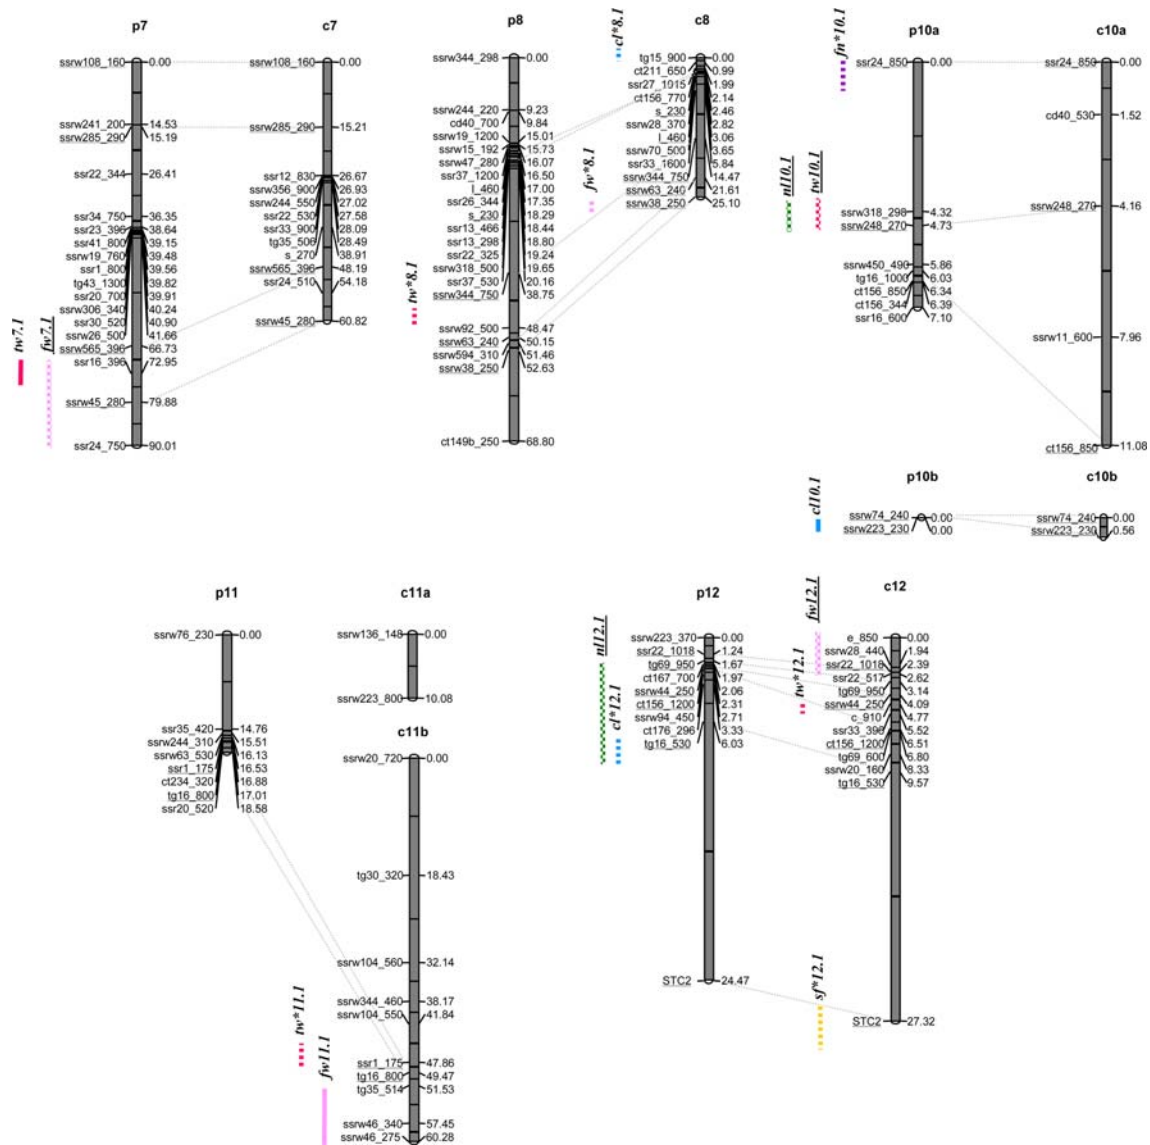 p7
ssrw108_160 0.00
ssrw241_200 14.53
ssrw285_290 15.19
ssr22_344 26.41
ssr34_750 36.35
ssr23_396 38.64
ssr41_800 39.15
ssrw19_760 39.48
ssr1_800 39.56
tg43_1300 39.82
ssr20_700 39.91
ssrw306_340 40.24
ssr30_520 40.90
ssrw26_500 41.66
ssrw565_396 66.73
ssr16_396 72.95
ssrw45_280 79.88
ssr24_750 90.01
tw7.1
fw7.1
c7
ssrw108_160 0.00
ssrw285_290 15.21
ssr12_830 26.67
ssrw356_900 26.93
ssrw244_550 27.02
ssr22_530 27.58
ssr33_900 28.09
tg35_506 28.49
s_270 38.91
ssrw565_396 48.19
ssr24_510 54.18
ssrw45_280 60.82
p8
ssrw344_298 0.00
ssrw244_220 9.23
cd40_700 9.84
ssrw19_1200 15.01
ssrw15_192 15.73
ssrw47_280 16.07
ssr37_1200 16.50
l_460 17.00
ssr26_344 17.35
s_230 18.29
ssr13_466 18.44
ssr13_298 18.80
ssr22_325 19.24
ssrw318_500 19.65
ssr37_530 20.16
ssrw344_750 38.75
ssrw92_500 48.47
ssrw63_240 50.15
ssrw594_310 51.46
ssrw38_250 52.63
ct149b_250 68.80
tw*8.1
c8
tg15_900 0.00
ct211_650 0.99
ssr27_1015 1.99
ct156_770 2.14
s_230 2.46
ssrw28_370 2.82
l_460 3.06
ssrw70_500 3.65
ssr33_1600 5.84
ssrw344_750 14.47
ssrw63_240 21.61
ssrw38_250 25.10
cl*8.1
fw*8.1
p10a
ssr24_850 0.00
ssrw318_298 4.32
ssrw248_270 4.73
ssrw450_490 5.86
tg16_1000 6.03
ct156_850 6.34
ct156_344 6.39
ssr16_600 7.10
fn*10.1
nl10.1
tw10.1
c10a
ssr24_850 0.00
cd40_530 1.52
ssrw248_270 4.16
ssrw11_600 7.96
ct156_850 11.08
p10b
ssrw74_240 0.00
ssrw223_230 0.00
cl10.1
c10b
ssrw74_240 0.00
ssrw223_230 0.56
p11
ssrw76_230 0.00
ssr35_420 14.76
ssrw244_310 15.51
ssrw63_530 16.13
ssr1_175 16.53
ct234_320 16.88
tg16_800 17.01
ssr20_520 18.58
c11a
ssrw136_148 0.00
ssrw223_800 10.08
c11b
ssrw20_720 0.00
tg30_320 18.43
ssrw104_560 32.14
ssrw344_460 38.17
ssrw104_550 41.84
ssr1_175 47.86
tg16_800 49.47
tg35_514 51.53
ssrw46_340 57.45
ssrw46_275 60.28
tw*11.1
fw11.1
p12
ssrw223_370 0.00
ssr22_1018 1.24
tg69_950 1.67
ct167_700 1.97
ssrw44_250 2.06
ct156_1200 2.31
ssrw94_450 2.71
ct176_296 3.33
tg16_530 6.03
STC2 24.47
nl12.1
cl*12.1
c12
e_850 0.00
ssrw28_440 1.94
ssr22_1018 2.39
ssr22_517 2.62
tg69_950 3.14
ssrw44_250 4.09
c_910 4.77
ssr33_396 5.52
ct156_1200 6.51
tg69_600 6.80
ssrw20_160 8.33
tg16_530 9.57
STC2 27.32
fw12.1
tw*12.1
sf*12.1